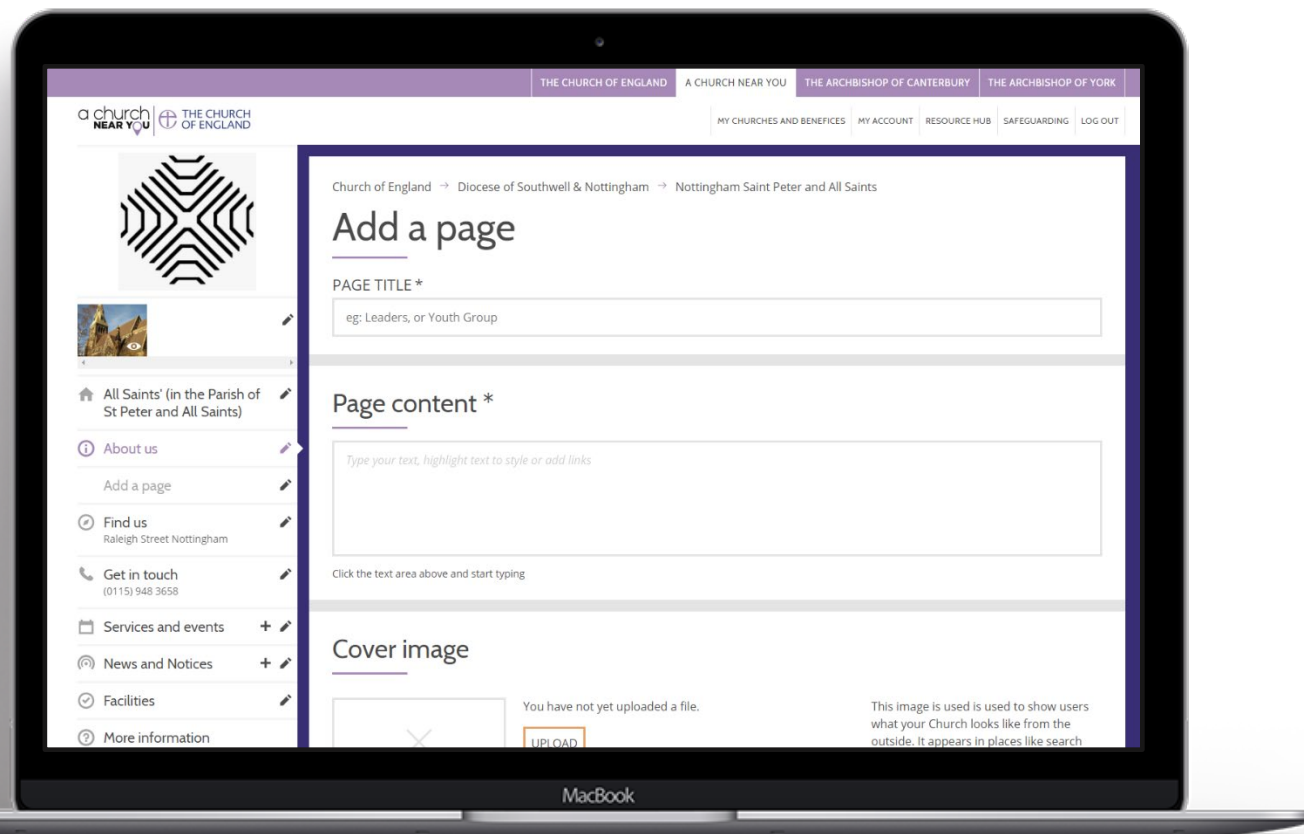 THE CHURCH OF ENGLAND
A CHURCH NEAR YOU
THE ARCHBISHOP OF CANTERBURY
THE ARCHBISHOP OF YORK
a church
NEAR YOU
THE CHURCH
OF ENGLAND
MY CHURCHES AND BENEFICES
MY ACCOUNT
RESOURCE HUB
SAFEGUARDING
LOG OUT
All Saints' (in the Parish of
St Peter and All Saints)
About us
Add a page
Find us
Raleigh Street Nottingham
Get in touch
(0115) 948 3658
Services and events
News and Notices
Facilities
More information
Church of England → Diocese of Southwell & Nottingham → Nottingham Saint Peter and All Saints
Add a page
PAGE TITLE *
eg: Leaders, or Youth Group
Page content *
Type your text, highlight text to style or add links
Click the text area above and start typing
Cover image
You have not yet uploaded a file.
UPLOAD
This image is used is used to show users
what your Church looks like from the
outside. It appears in places like search
MacBook